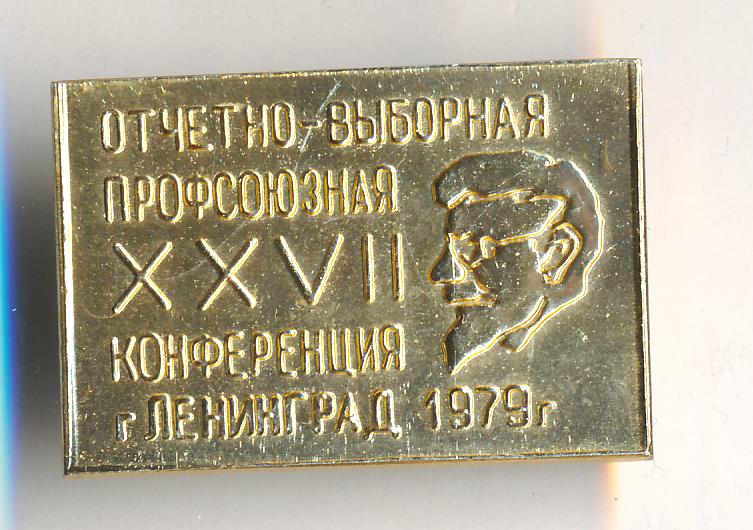 ОТЧЕТНО-ВЫБОРНАЯ
ПРОФСОЮЗНАЯ
XXVII
КОНФЕРЕНЦИЯ
г ЛЕНИНГРАД 1979г